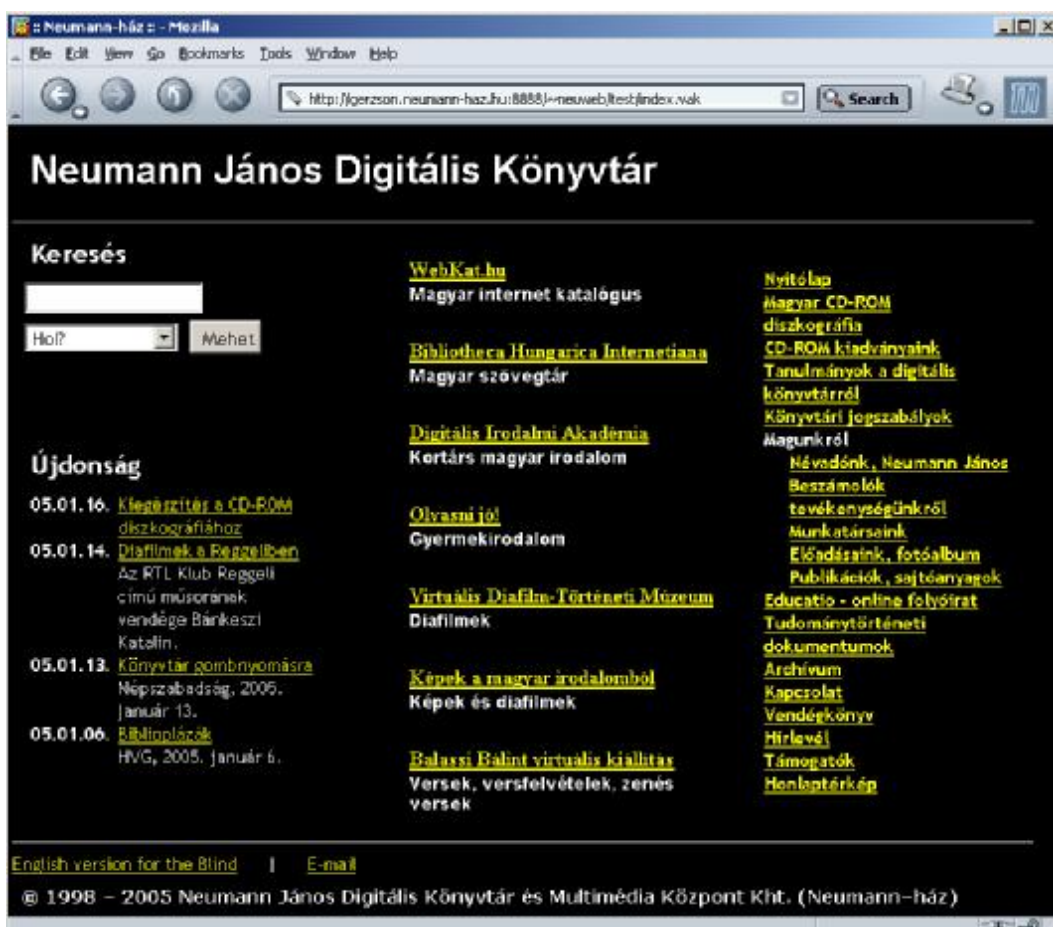 :: Neumann-ház :: - Mozilla
File Edit View Go Bookmarks Tools Window Help
http://gerzson.neumann-haz.hu:8888/~neuweb/test/index.wak
Search
Neumann János Digitális Könyvtár
Keresés
Hol?
Mehet
Újdonság
05.01.16. Kiegészítés a CD-ROM
diszkográfiához
05.01.14. Diafilmek a Reggeliben
Az RTL Klub Reggeli
című műsorának
vendége Bánkeszi
Katalin.
05.01.13. Könyvtár gombnyomásra
Népszabadság, 2005.
január 13.
05.01.06. Biblioplázák
HVG, 2005. január 6.
WebKat.hu
Magyar internet katalógus
Bibliotheca Hungarica Internetiana
Magyar szövegtár
Digitális Irodalmi Akadémia
Kortárs magyar irodalom
Olvasni jó!
Gyermekirodalom
Virtuális Diafilm-Történeti Múzeum
Diafilmek
Képek a magyar irodalomból
Képek és diafilmek
Balassi Bálint virtuális kiállítás
Versek, versfelvételek, zenés
versek
Nyitólap
Magyar CD-ROM
diszkográfia
CD-ROM kiadványaink
Tanulmányok a digitális
könyvtárról
Könyvtári jogszabályok
Magunkról
Névadónk, Neumann János
Beszámolók
tevékenységünkről
Munkatársaink
Előadásaink, fotóalbum
Publikációk, sajtóanyagok
Educatio - online folyóirat
Tudománytörténeti
dokumentumok
Archívum
Kapcsolat
Vendégkönyv
Hírlevél
Támogatók
Honlaptérkép
English version for the Blind | E-mail
© 1998 - 2005 Neumann János Digitális Könyvtár és Multimédia Központ Kht. (Neumann-ház)